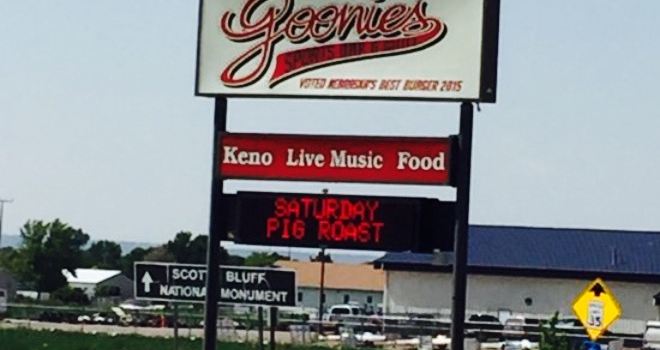 Goonies
SPORTS BAR & GRILL
VOTED NEBRASKA'S BEST BURGER 2015
Keno Live Music Food
SATURDAY
PIG ROAST
SCOTTS BLUFF
NATIONAL MONUMENT